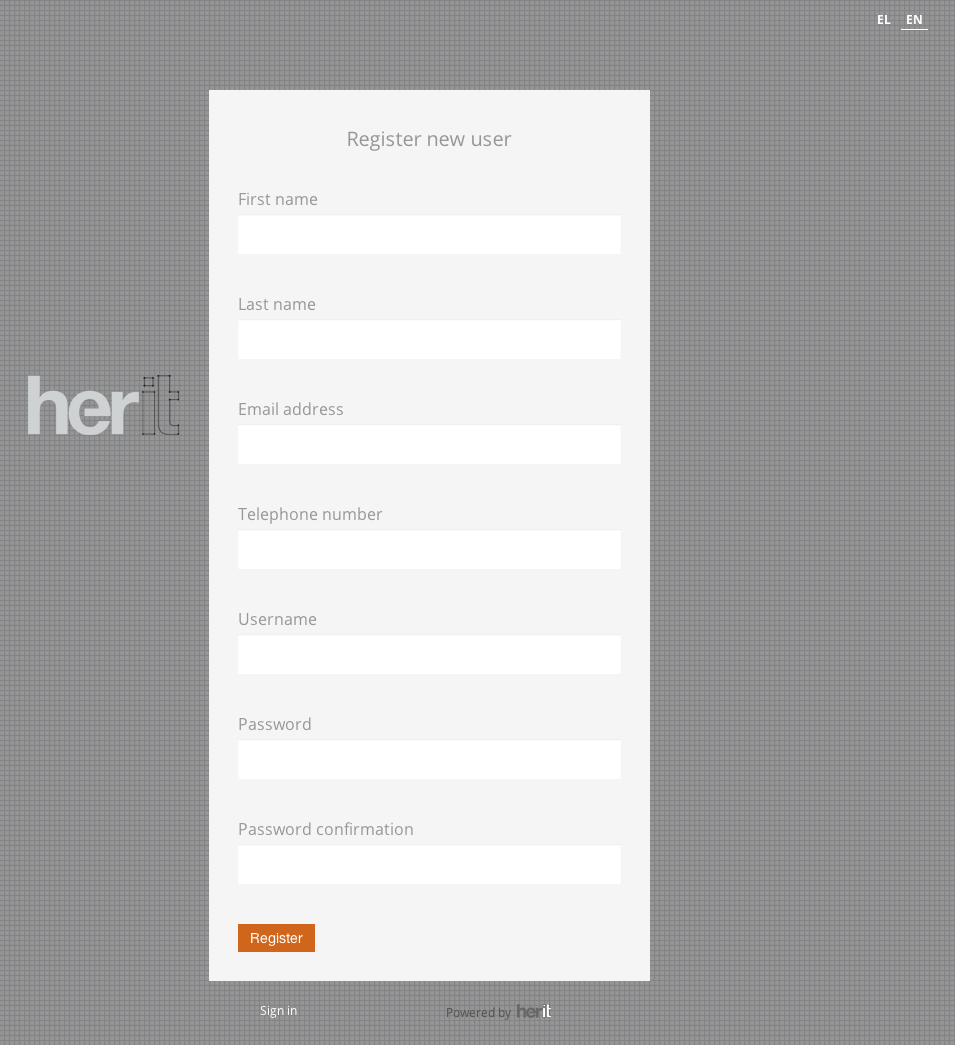 EL EN
Register new user
First name
Last name
herit
Email address
Telephone number
Username
Password
Password confirmation
Register
Sign in
Powered by herit